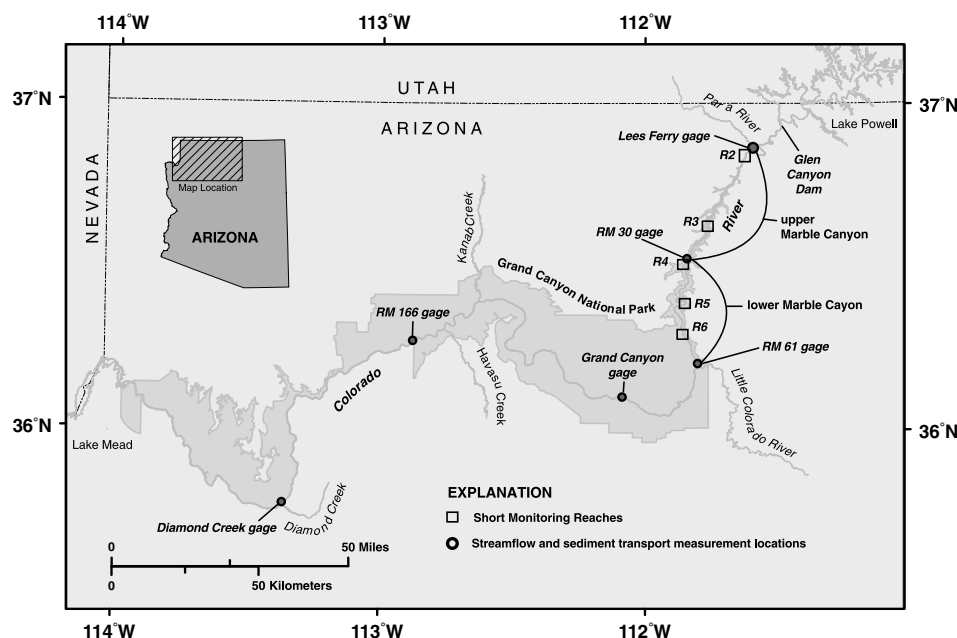 114°W
113°W
112°W
37°N
37°N
UTAH
ARIZONA
NEVADA
Par a River
Lake Powell
Lees Ferry gage
R2
Glen
Canyon
Dam
Map Location
ARIZONA
Kanab Creek
R3
River
upper
Marble Canyon
RM 30 gage
R4
Grand Canyon National Park
R5
lower Marble Cayon
RM 166 gage
R6
RM 61 gage
Grand Canyon
gage
Havasu Creek
Colorado
Little Colorado River
36°N
36°N
Lake Mead
Diamond Creek gage
Diamond Creek
EXPLANATION
Short Monitoring Reaches
Streamflow and sediment transport measurement locations
0
50 Miles
0
50 Kilometers
114°W
113°W
112°W